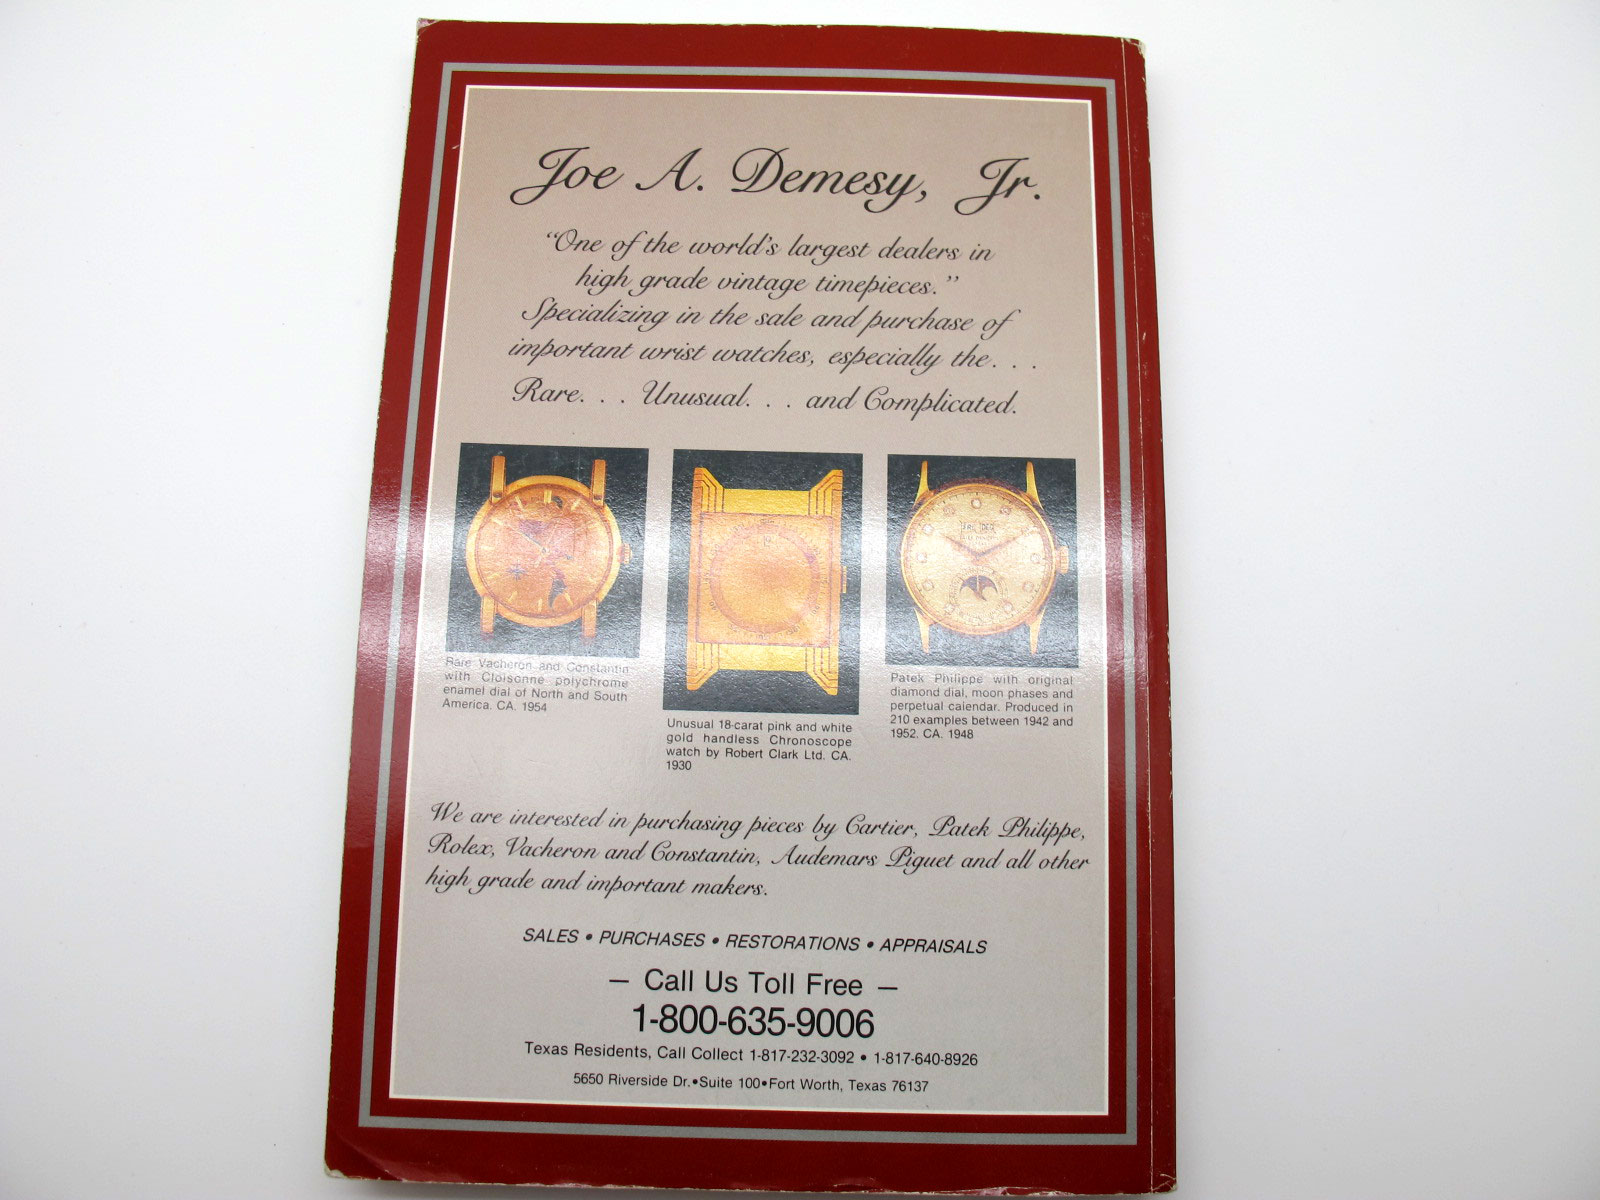 Joe A. Demesy, Jr.
“One of the world's largest dealers in
high grade vintage timepieces.”
Specializing in the sale and purchase of
important wrist watches, especially the. . .
Rare. . . Unusual. . . and Complicated.
Rare Vacheron and Constantin
with Cloisonne polychrome
enamel dial of North and South
America. CA. 1954
Unusual 18-carat pink and white
gold handless Chronoscope
watch by Robert Clark Ltd. CA.
1930
Patek Philippe with original
diamond dial, moon phases and
perpetual calendar. Produced in
210 examples between 1942 and
1952. CA. 1948
We are interested in purchasing pieces by Cartier, Patek Philippe,
Rolex, Vacheron and Constantin, Audemars Piguet and all other
high grade and important makers.
SALES • PURCHASES • RESTORATIONS • APPRAISALS
— Call Us Toll Free —
1-800-635-9006
Texas Residents, Call Collect 1-817-232-3092 • 1-817-640-8926
5650 Riverside Dr.•Suite 100•Fort Worth, Texas 76137